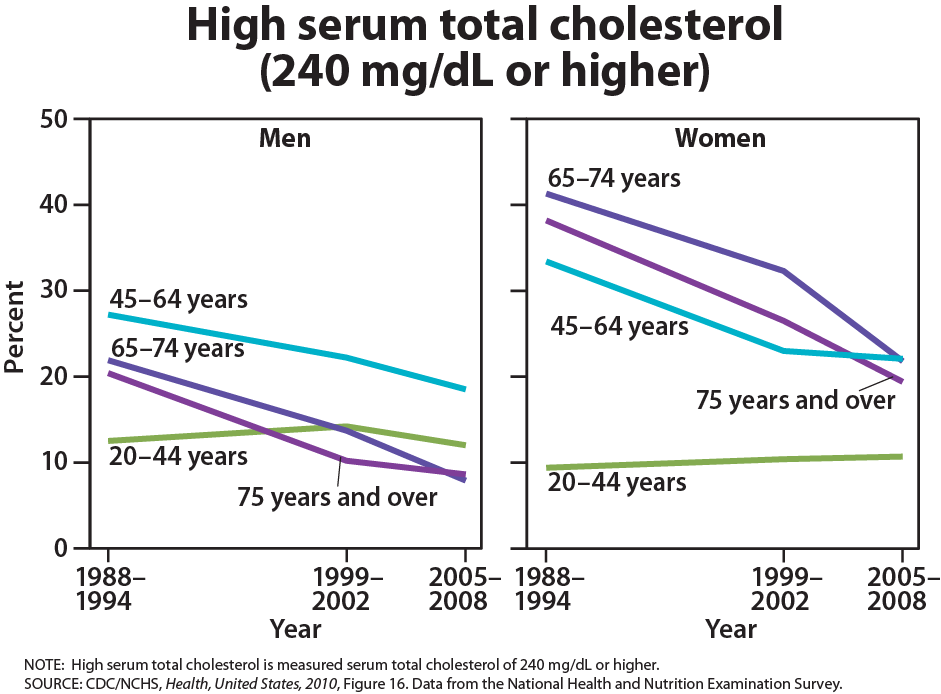 High serum total cholesterol
(240 mg/dL or higher)
Percent
50
40
30
20
10
0
Men
45–64 years
65–74 years
20–44 years
75 years and over
1988–
1994
1999–
2002
2005–
2008
Year
Women
65–74 years
45–64 years
75 years and over
20–44 years
1988–
1994
1999–
2002
2005–
2008
Year
NOTE: High serum total cholesterol is measured serum total cholesterol of 240 mg/dL or higher.
SOURCE: CDC/NCHS, Health, United States, 2010, Figure 16. Data from the National Health and Nutrition Examination Survey.